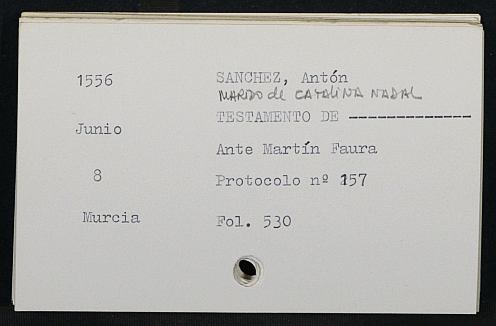 1556
SANCHEZ, Antón
MARIDO de CATALINA NADAL
TESTAMENTO DE -------------
Junio
Ante Martín Faura
8
Protocolo nº 157
Murcia
Fol. 530